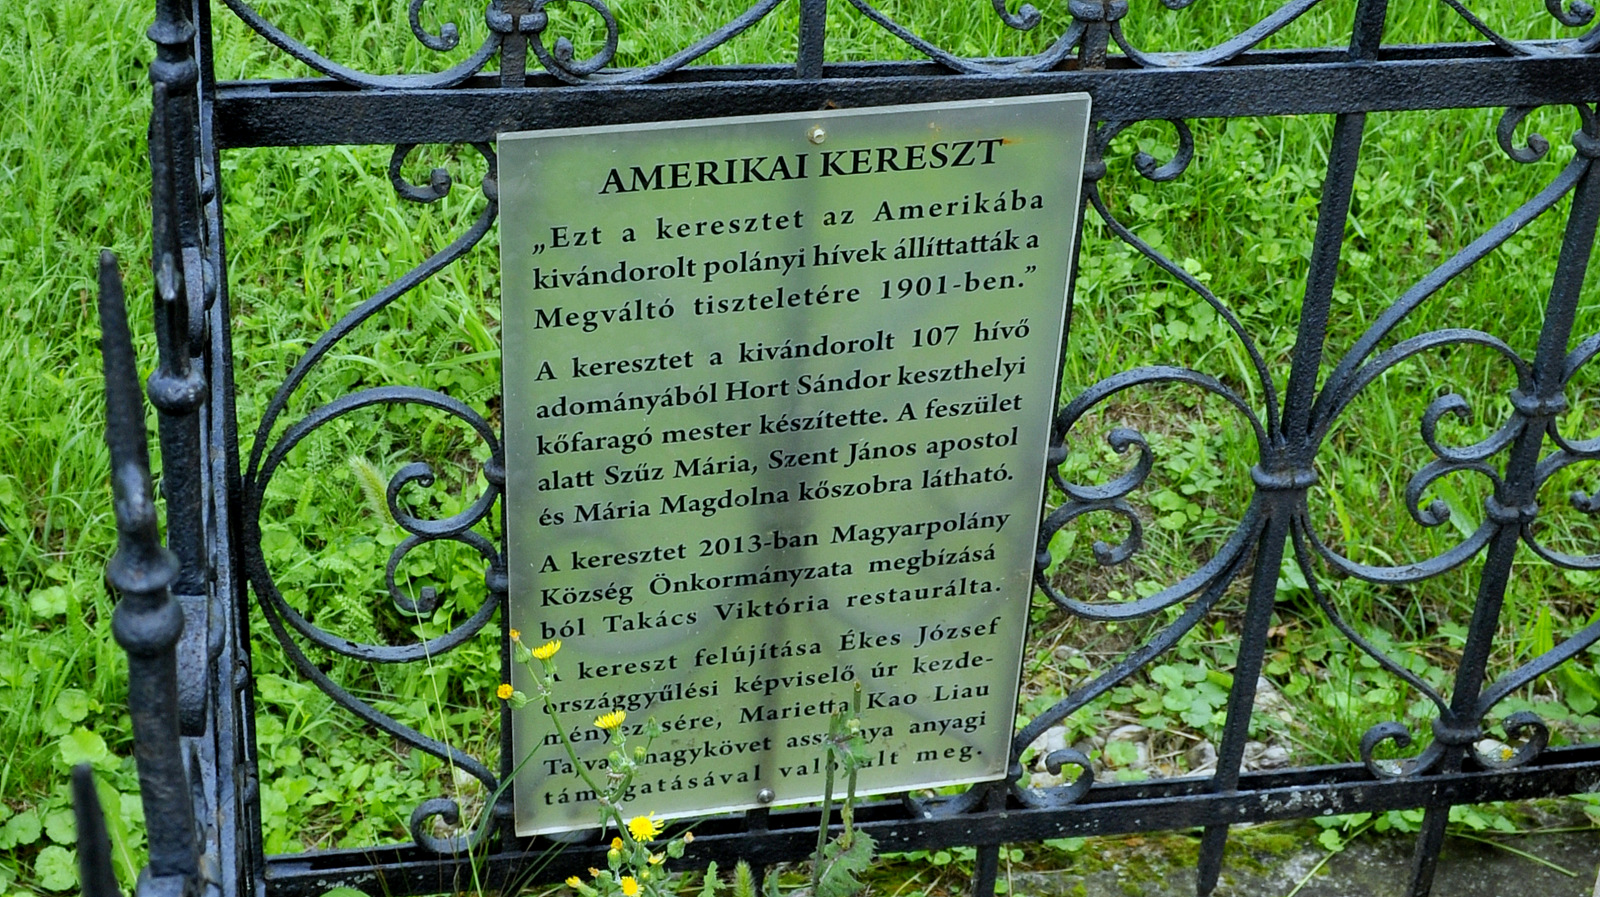 AMERIKAI KERESZT
„Ezt a keresztet az Amerikába
kivándorolt polányi hívek állíttatták a
Megváltó tiszteletére 1901-ben.”
A keresztet a kivándorolt 107 hívő
adományából Hort Sándor keszthelyi
kőfaragó mester készítette. A feszület
alatt Szűz Mária, Szent János apostol
és Mária Magdolna kőszobra látható.
A keresztet 2013-ban Magyarpolány
Község Önkormányzata megbízásá
ból Takács Viktória restaurálta.
A kereszt felújítása Ékes József
országgyűlési képviselő úr kezde-
ményezésére, Marietta Kao Liau
Tajvan nagykövet asszonya anyagi
támogatásával valósult meg.